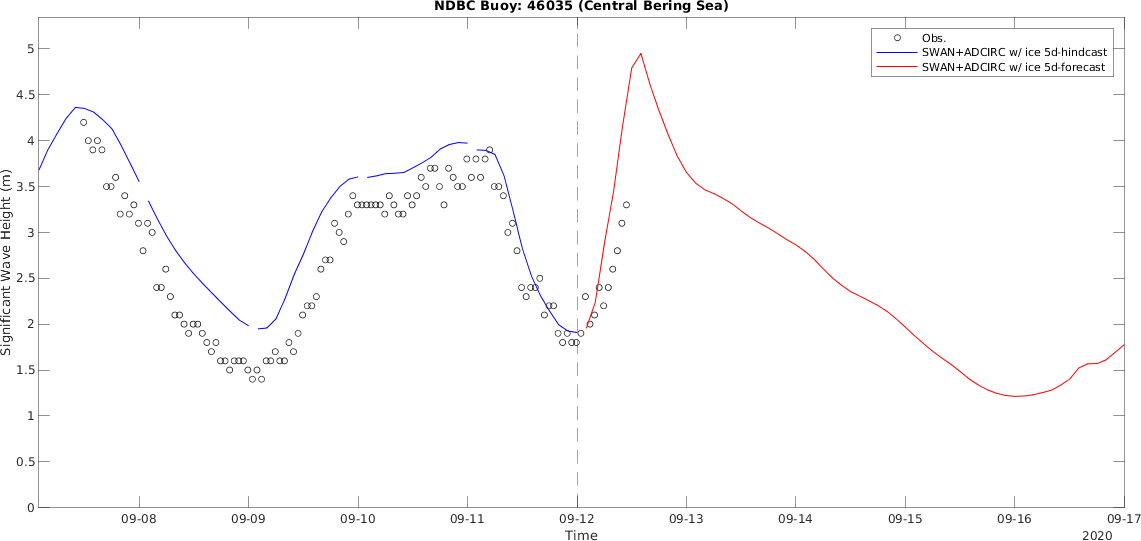 NDBC Buoy: 46035 (Central Bering Sea)
Obs.
SWAN+ADCIRC w/ ice 5d-hindcast
SWAN+ADCIRC w/ ice 5d-forecast
Significant Wave Height (m)
5
4.5
4
3.5
3
2.5
2
1.5
1
0.5
0
09-08 09-09 09-10 09-11 09-12 09-13 09-14 09-15 09-16 09-17
Time
2020